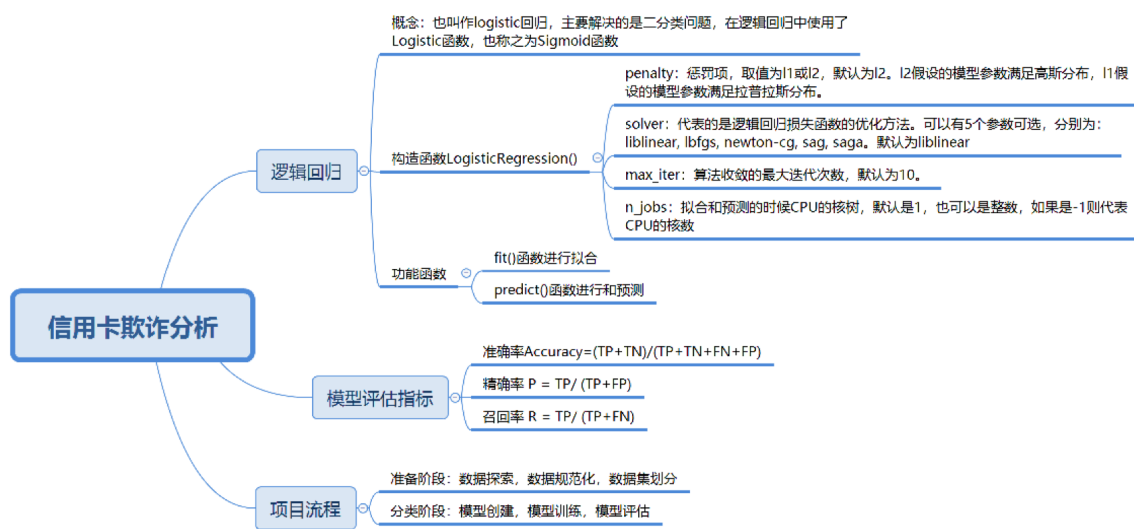 概念：也叫作logistic回归，主要解决的是二分类问题，在逻辑回归中使用了
Logistic函数，也称之为Sigmoid函数
penalty：惩罚项，取值为l1或l2，默认为l2。l2假设的模型参数满足高斯分布，l1假
设的模型参数满足拉普拉斯分布。
solver：代表的是逻辑回归损失函数的优化方法。可以有5个参数可选，分别为：
liblinear, lbfgs, newton-cg, sag, saga。默认为liblinear
构造函数LogisticRegression()
逻辑回归
max_iter：算法收敛的最大迭代次数，默认为10。
n_jobs：拟合和预测的时候CPU的核树，默认是1，也可以是整数，如果是-1则代表
CPU的核数
功能函数
fit()函数进行拟合
predict()函数进行和预测
信用卡欺诈分析
准确率Accuracy=(TP+TN)/(TP+TN+FN+FP)
模型评估指标
精确率 P = TP/ (TP+FP)
召回率 R = TP/ (TP+FN)
准备阶段：数据探索，数据规范化，数据集划分
项目流程
分类阶段：模型创建，模型训练，模型评估